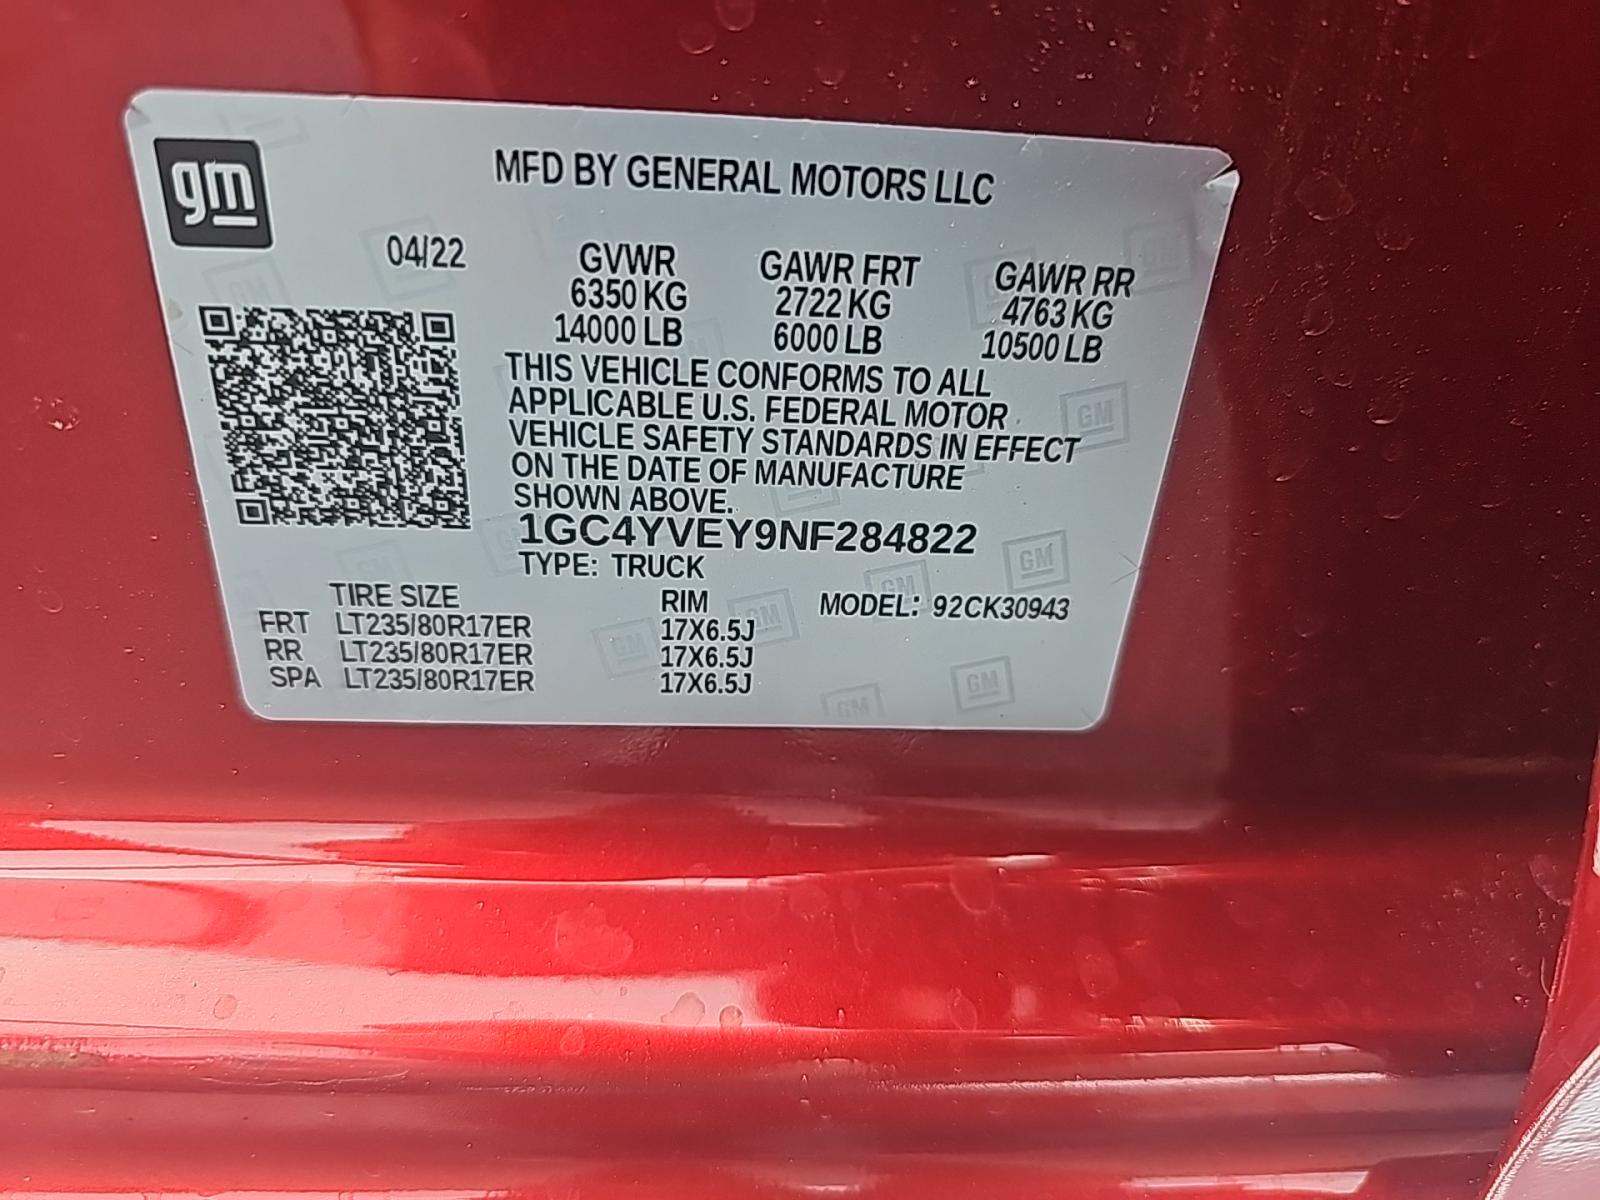 gm
MFD BY GENERAL MOTORS LLC
04/22 GVWR GAWR FRT GAWR RR
6350 KG 2722 KG 4763 KG
14000 LB 6000 LB 10500 LB
THIS VEHICLE CONFORMS TO ALL
APPLICABLE U.S. FEDERAL MOTOR
VEHICLE SAFETY STANDARDS IN EFFECT
ON THE DATE OF MANUFACTURE
SHOWN ABOVE.
1GC4YVEY9NF284822
TYPE: TRUCK
TIRE SIZE RIM MODEL: 92CK30943
FRT LT235/80R17ER 17X6.5J
RR LT235/80R17ER 17X6.5J
SPA LT235/80R17ER 17X6.5J